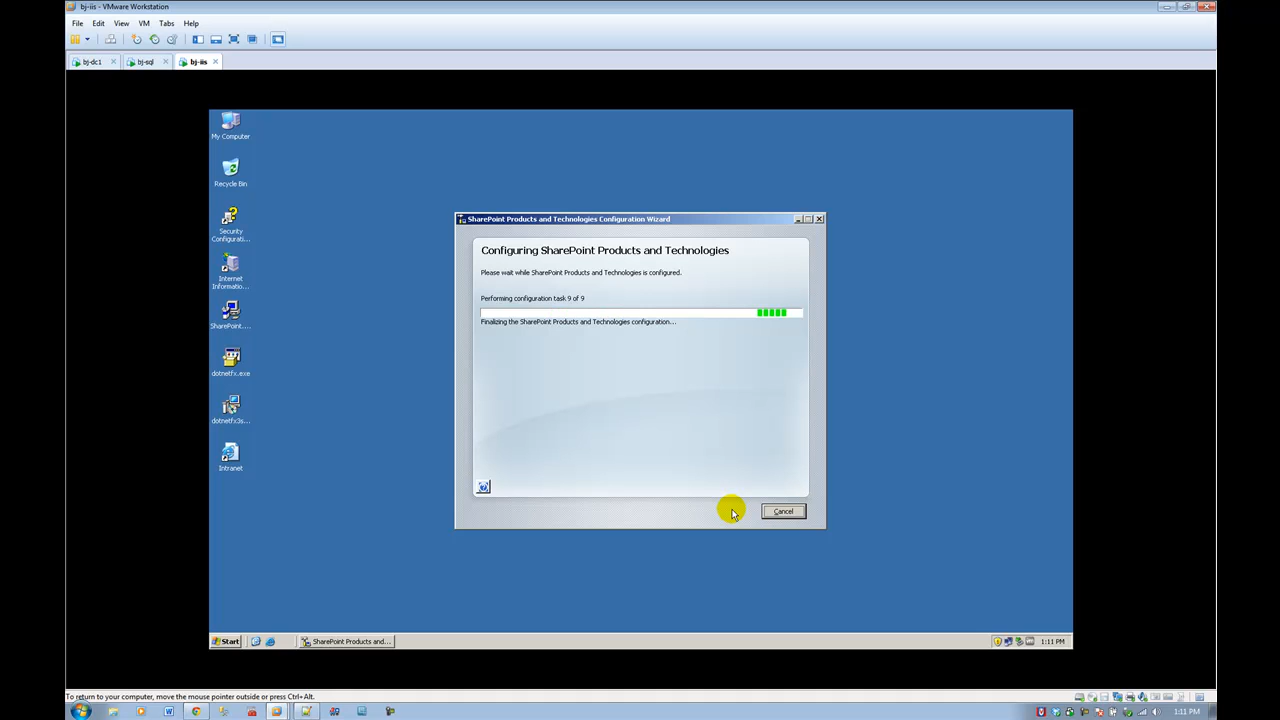 bj-iis - VMware Workstation
File Edit View VM Tabs Help
bj-dc1 bj-sql bj-iis
My Computer
Recycle Bin
Security
Configurati...
Internet
Informatio...
SharePoint....
dotnetfx.exe
dotnetfx3s...
Intranet
SharePoint Products and Technologies Configuration Wizard
Configuring SharePoint Products and Technologies
Please wait while SharePoint Products and Technologies is configured.
Performing configuration task 9 of 9
Finalizing the SharePoint Products and Technologies configuration...
Cancel
Start SharePoint Products and... 1:11 PM
To return to your computer, move the mouse pointer outside or press Ctrl+Alt.
1:11 PM